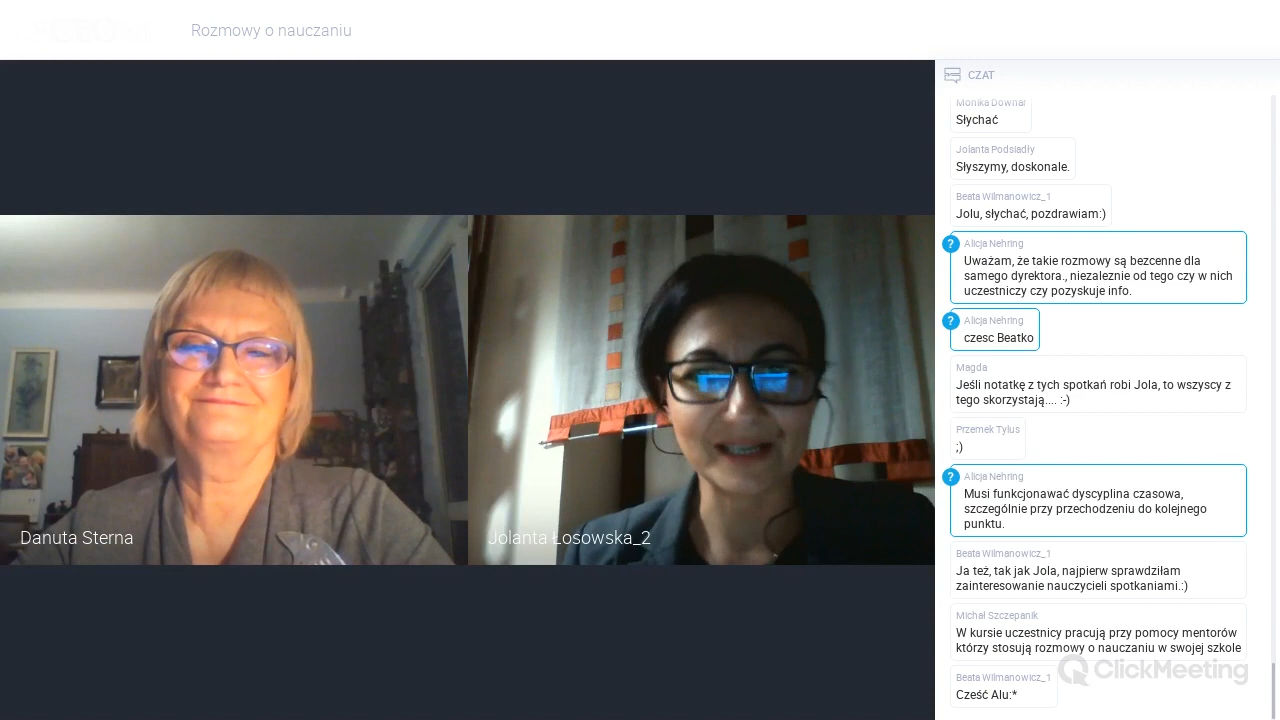 Rozmowy o nauczaniu
CZAT
Monika Downar
Słychać
Jolanta Podsiadły
Słyszymy, doskonale.
Beata Wilmanowicz_1
Jolu, słychać, pozdrawiam:)
?
Alicja Nehring
Uważam, że takie rozmowy są bezcenne dla
samego dyrektora., niezaleznie od tego czy w nich
uczestniczy czy pozyskuje info.
?
Alicja Nehring
czesc Beatko
Magda
Jeśli notatkę z tych spotkań robi Jola, to wszyscy z
tego skorzystają.... :-)
Przemek Tylus
;)
?
Alicja Nehring
Musi funkcjonawać dyscyplina czasowa,
szczególnie przy przechodzeniu do kolejnego
punktu.
Beata Wilmanowicz_1
Ja też, tak jak Jola, najpierw sprawdziłam
zainteresowanie nauczycieli spotkaniami.:)
Michał Szczepanik
W kursie uczestnicy pracują przy pomocy mentorów
którzy stosują rozmowy o nauczaniu w swojej szkole
Beata Wilmanowicz_1
Cześć Alu:*
ClickMeeting
Danuta Sterna
Jolanta Łosowska_2